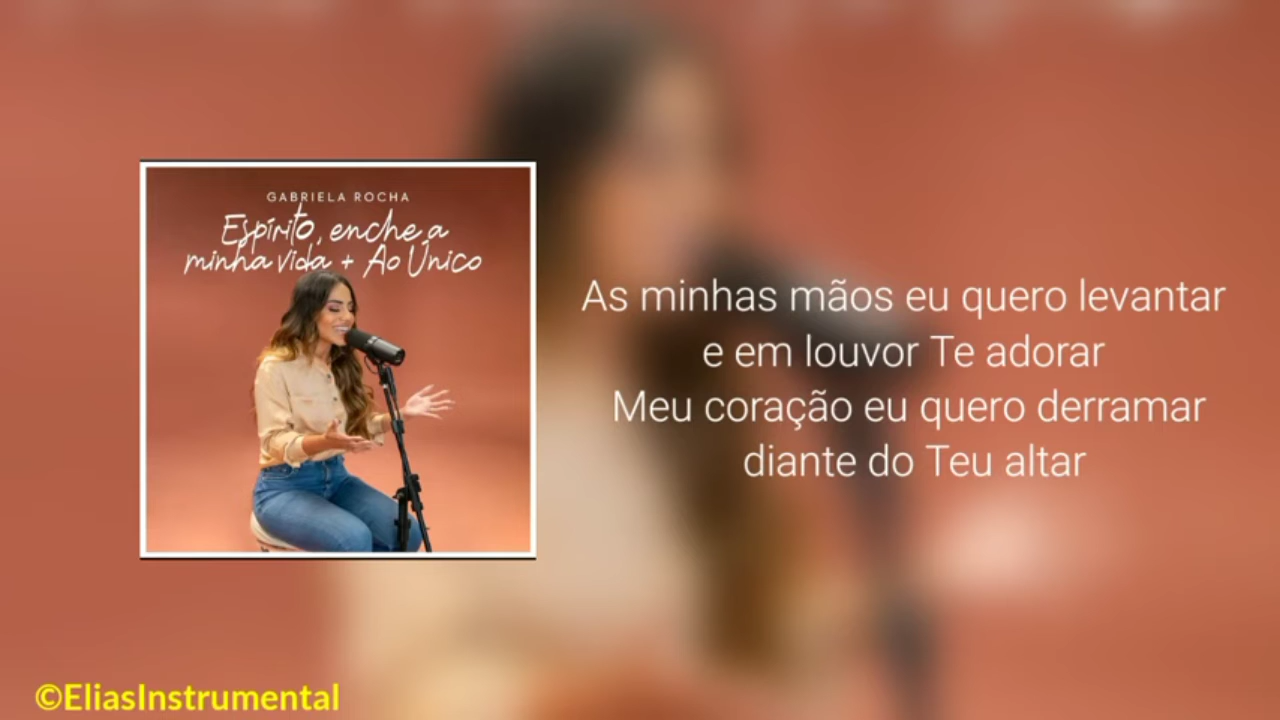 GABRIELA ROCHA
Espírito, enche a
minha vida + Ao Único
As minhas mãos eu quero levantar
e em louvor Te adorar
Meu coração eu quero derramar
diante do Teu altar
©EliasInstrumental